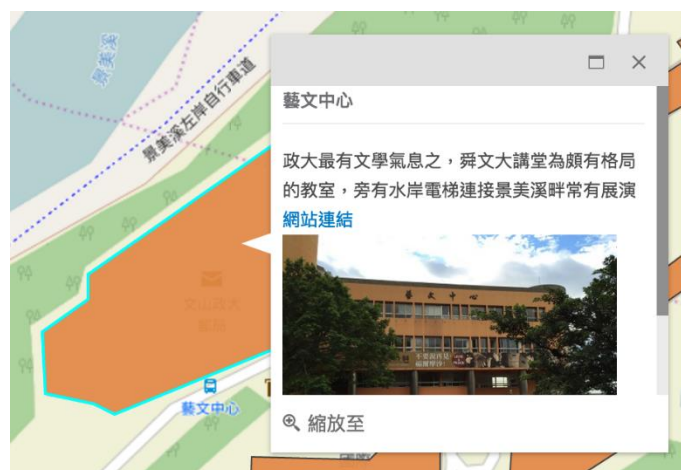 景美溪
景美溪左岸自行車道
文山政大
郵局
藝文中心
藝文中心
政大最有文學氣息之，舜文大講堂為頗有格局
的教室，旁有水岸電梯連接景美溪畔常有展演
網站連結
藝文中心
縮放至